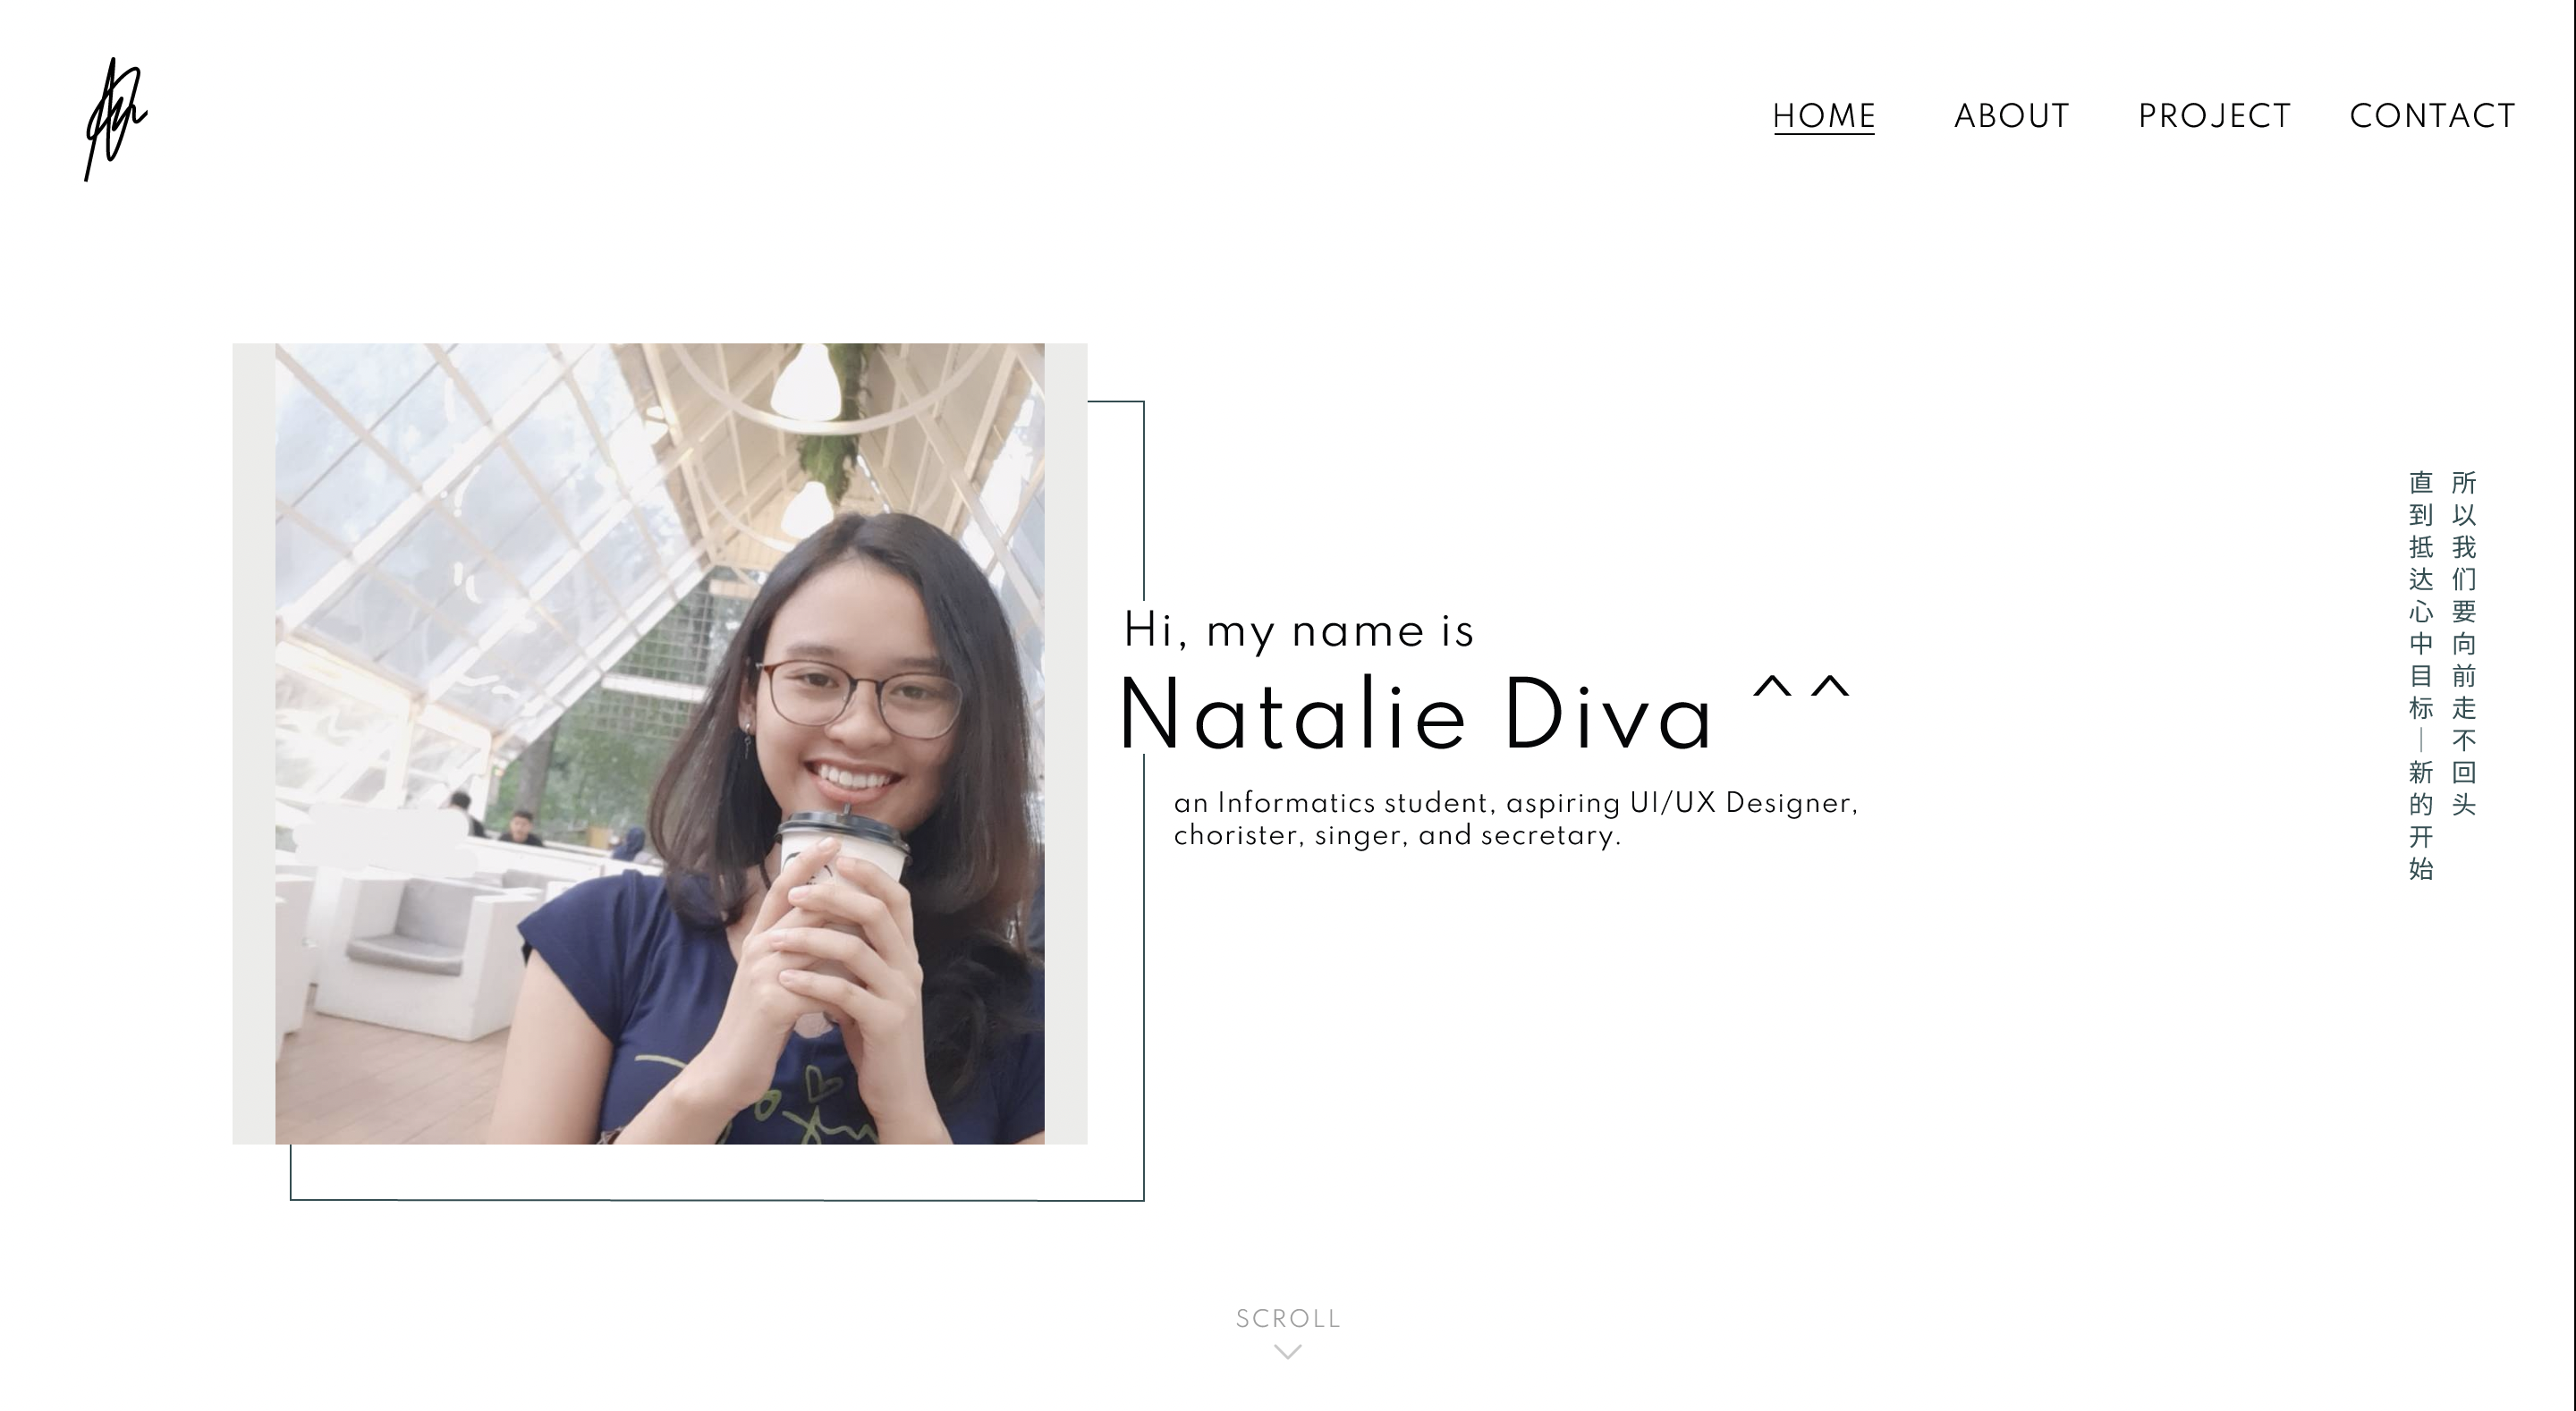 HOME ABOUT PROJECT CONTACT
Hi, my name is
Natalie Diva ^^
an Informatics student, aspiring UI/UX Designer,
chorister, singer, and secretary.
所以我们要向前走不回头
直到抵达心中目标｜新的开始
SCROLL